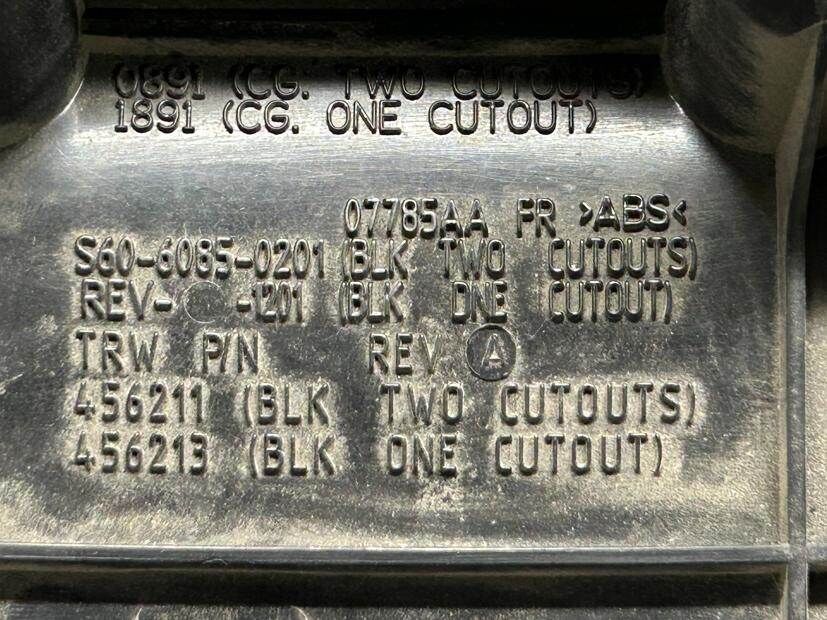 0891 (CG. TWO CUTOUTS)
1891 (CG. ONE CUTOUT)
07785AA FR >ABS<
S60-6085-0201 (BLK TWO CUTOUTS)
REV- -1201 (BLK ONE CUTOUT)
TRW P/N REV A
456211 (BLK TWO CUTOUTS)
456213 (BLK ONE CUTOUT)